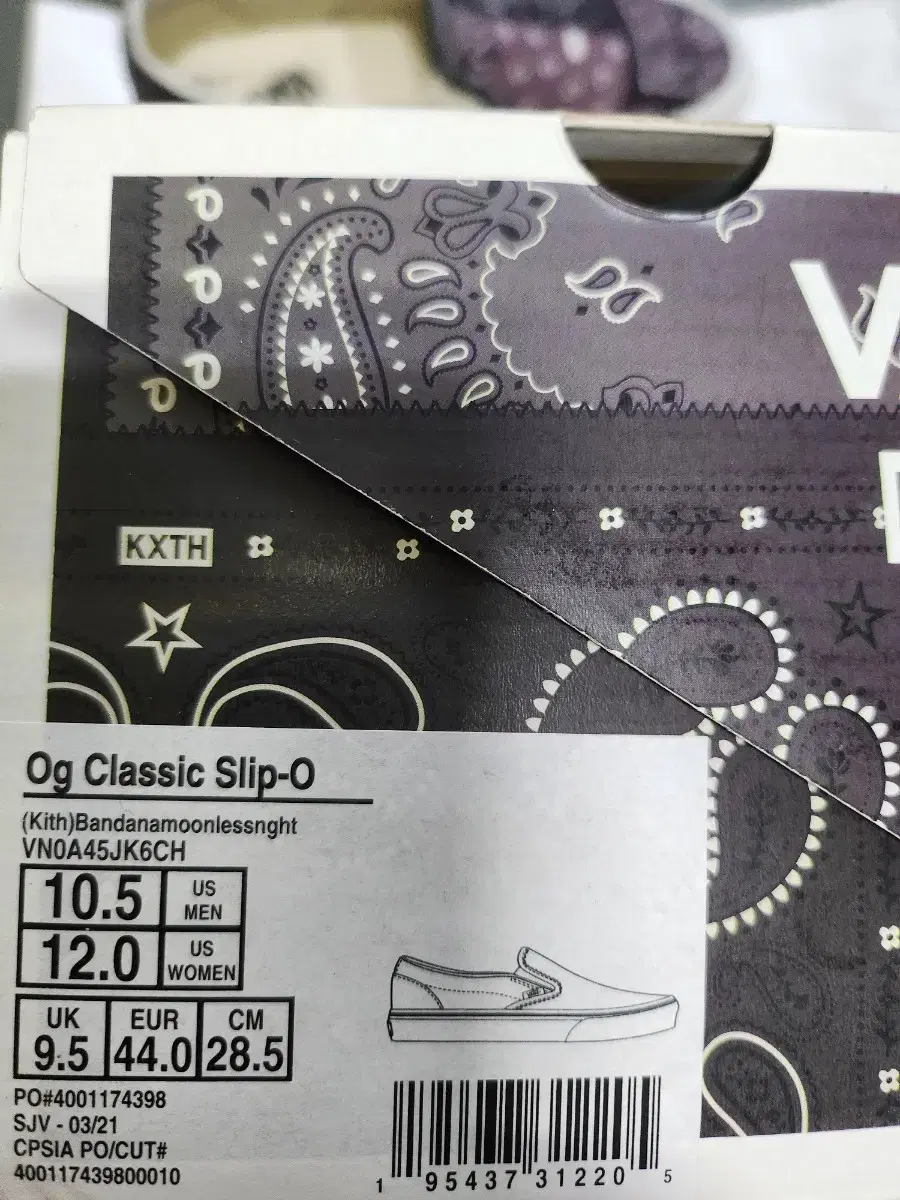 KXTH
Og Classic Slip-O
(Kith)Bandanamoonlessnght
VN0A45JK6CH
10.5 US MEN
12.0 US WOMEN
UK EUR CM
9.5 44.0 28.5
PO#4001174398
SJV - 03/21
CPSIA PO/CUT#
400117439800010
1 95437 31220 5